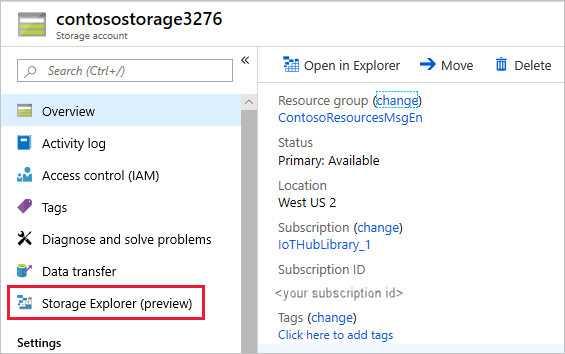 contosostorage3276
Storage account
Search (Ctrl+/)
«
Overview
Activity log
Access control (IAM)
Tags
Diagnose and solve problems
Data transfer
Storage Explorer (preview)
Settings
Open in Explorer
Move
Delete
Resource group (change)
ContosoResourcesMsgEn
Status
Primary: Available
Location
West US 2
Subscription (change)
IoTHubLibrary_1
Subscription ID
<your subscription id>
Tags (change)
Click here to add tags